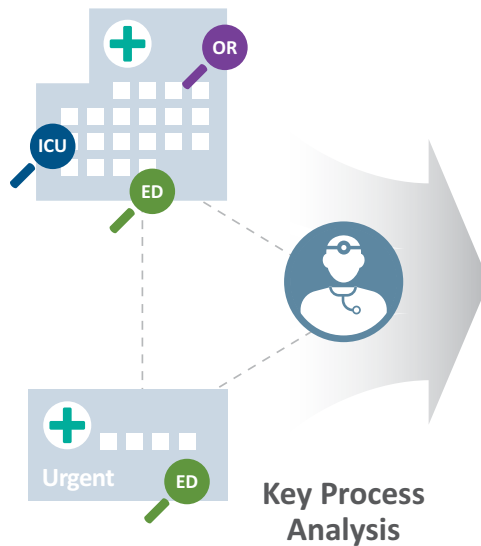 OR
ICU
ED
Urgent
ED
Key Process
Analysis